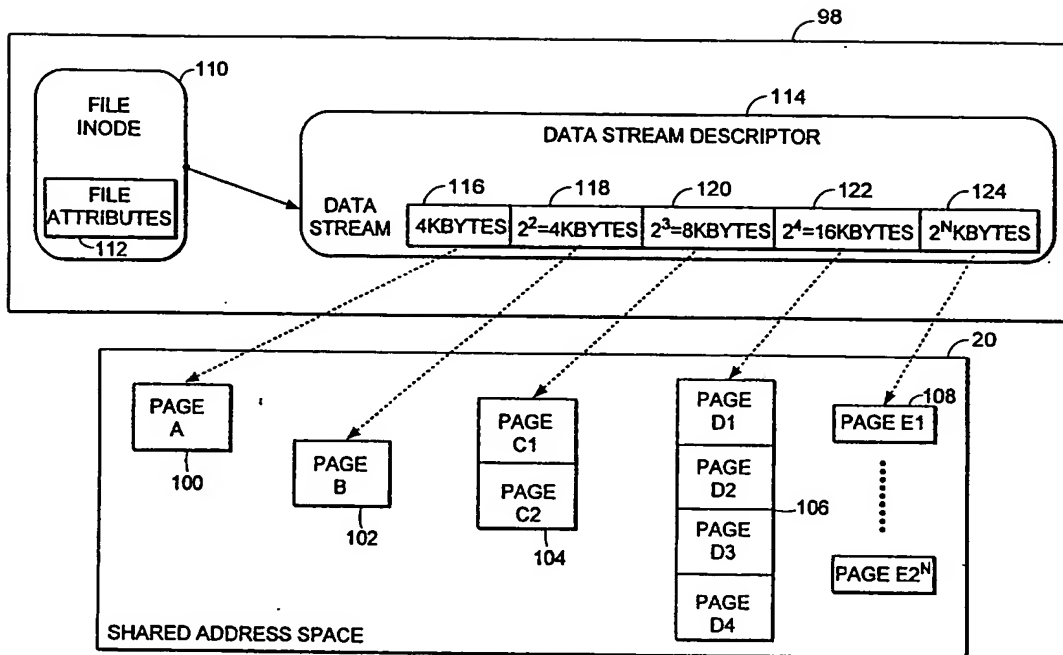 98
110
FILE
INODE
FILE
ATTRIBUTES
112
114
DATA STREAM DESCRIPTOR
DATA
STREAM
116
118
120
122
124
4KBYTES
2²=4KBYTES
2³=8KBYTES
2⁴=16KBYTES
2ᴺKBYTES
20
PAGE
A
100
PAGE
B
102
PAGE
C1
PAGE
C2
104
PAGE
D1
PAGE
D2
PAGE
D3
PAGE
D4
106
108
PAGE E1
PAGE E2ᴺ
SHARED ADDRESS SPACE